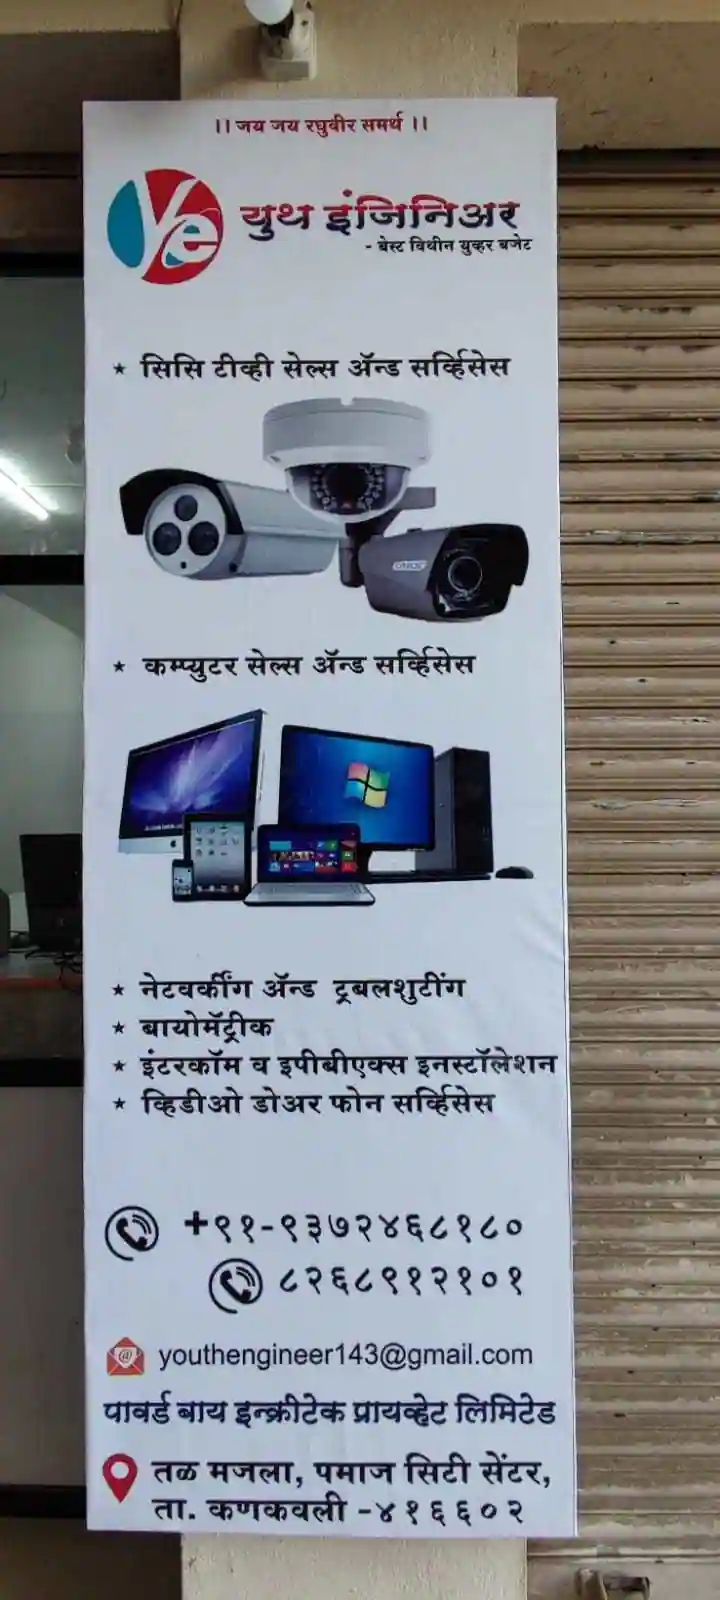 ।। जय जय रघुवीर समर्थ ।।
Ye
युथ इंजिनिअर
- बेस्ट विथीन युव्हर बजेट
★ सिसि टीव्ही सेल्स ॲन्ड सर्व्हिसेस
★ कम्प्युटर सेल्स ॲन्ड सर्व्हिसेस
★ नेटवर्कींग ॲन्ड ट्रबलशुटींग
★ बायोमॅट्रीक
★ इंटरकॉम व इपीबीएक्स इनस्टॉलेशन
★ व्हिडीओ डोअर फोन सर्व्हिसेस
+९१-९३७२४६८१८०
८२६८९१२१०१
youthengineer143@gmail.com
पावर्ड बाय इन्क्रीटेक प्रायव्हेट लिमिटेड
तळ मजला, पमाज सिटी सेंटर,
ता. कणकवली -४१६६०२